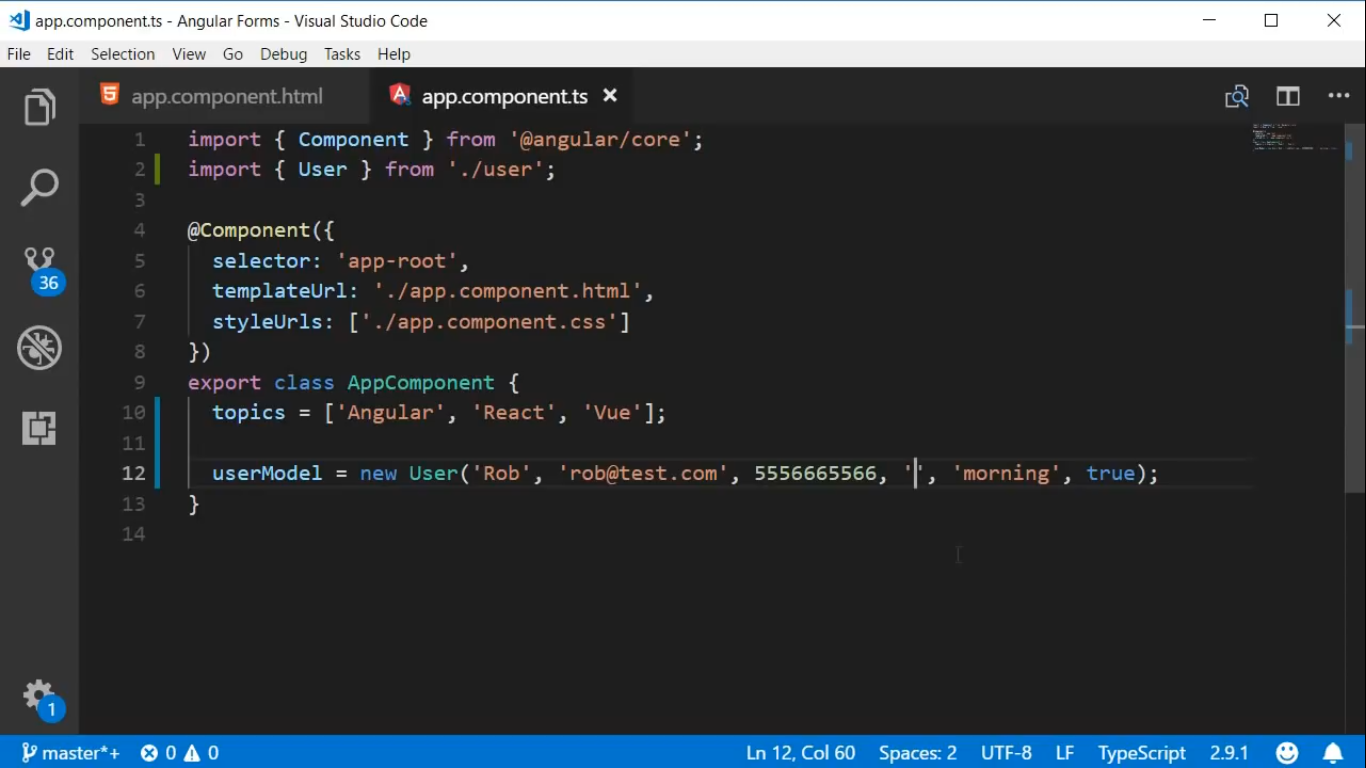 app.component.ts - Angular Forms - Visual Studio Code
File Edit Selection View Go Debug Tasks Help
app.component.html app.component.ts
1 import { Component } from '@angular/core';
2 import { User } from './user';
3
4 @Component({
5 selector: 'app-root',
6 templateUrl: './app.component.html',
7 styleUrls: ['./app.component.css']
8 })
9 export class AppComponent {
10 topics = ['Angular', 'React', 'Vue'];
11
12 userModel = new User('Rob', 'rob@test.com', 5556665566, '', 'morning', true);
13 }
14
36
1
master*+ 0 0 Ln 12, Col 60 Spaces: 2 UTF-8 LF TypeScript 2.9.1